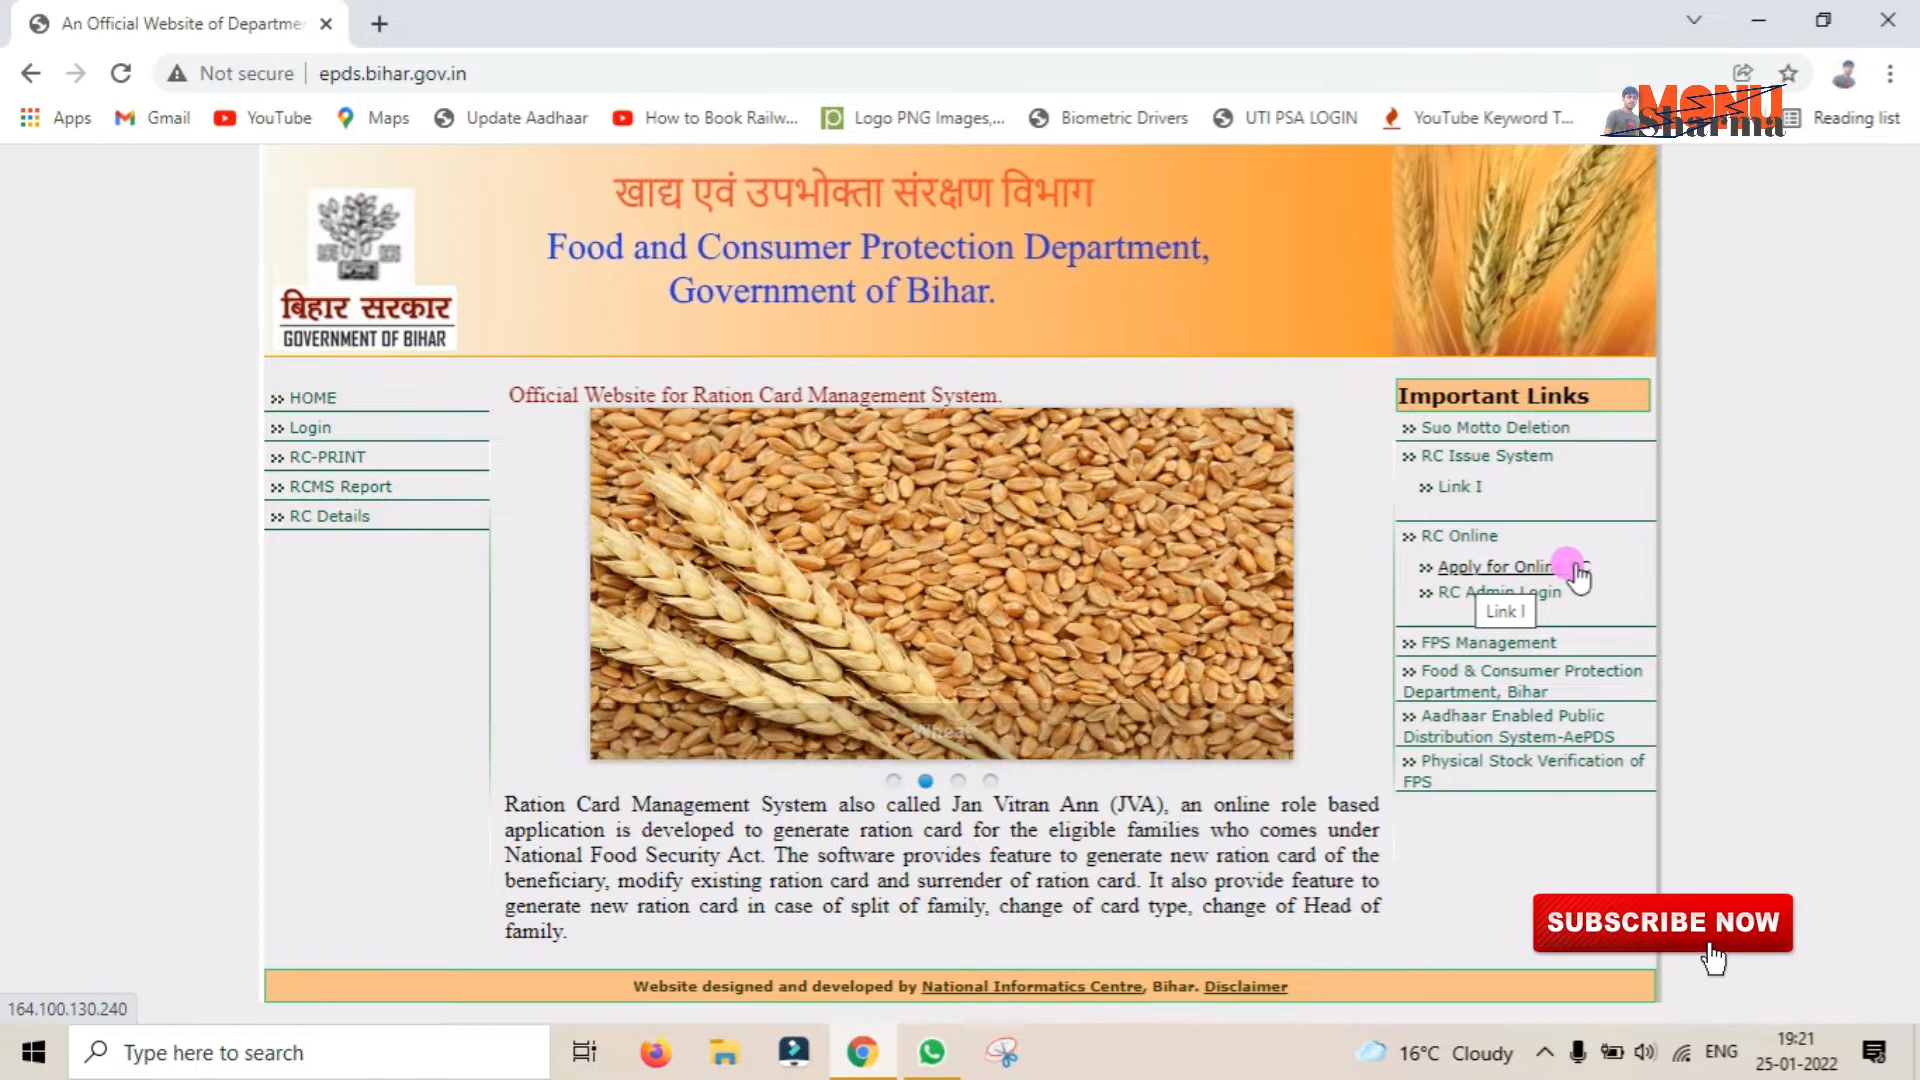 An Official Website of Departme
Not secure
epds.bihar.gov.in
Apps
Gmail
YouTube
Maps
Update Aadhaar
How to Book Railw...
Logo PNG Images,...
Biometric Drivers
UTI PSA LOGIN
YouTube Keyword T...
MONU
Sharma
Reading list
खाद्य एवं उपभोक्ता संरक्षण विभाग
Food and Consumer Protection Department,
Government of Bihar.
बिहार सरकार
GOVERNMENT OF BIHAR
HOME
Login
RC-PRINT
RCMS Report
RC Details
Official Website for Ration Card Management System.
Wheat
Ration Card Management System also called Jan Vitran Ann (JVA), an online role based
application is developed to generate ration card for the eligible families who comes under
National Food Security Act. The software provides feature to generate new ration card of the
beneficiary, modify existing ration card and surrender of ration card. It also provide feature to
generate new ration card in case of split of family, change of card type, change of Head of
family.
Important Links
Suo Motto Deletion
RC Issue System
Link I
RC Online
Apply for Onlin
RC Admin Login
Link I
FPS Management
Food & Consumer Protection
Department, Bihar
Aadhaar Enabled Public
Distribution System-AePDS
Physical Stock Verification of
FPS
SUBSCRIBE NOW
Website designed and developed by National Informatics Centre, Bihar. Disclaimer
164.100.130.240
Type here to search
16°C Cloudy
ENG
19:21
25-01-2022